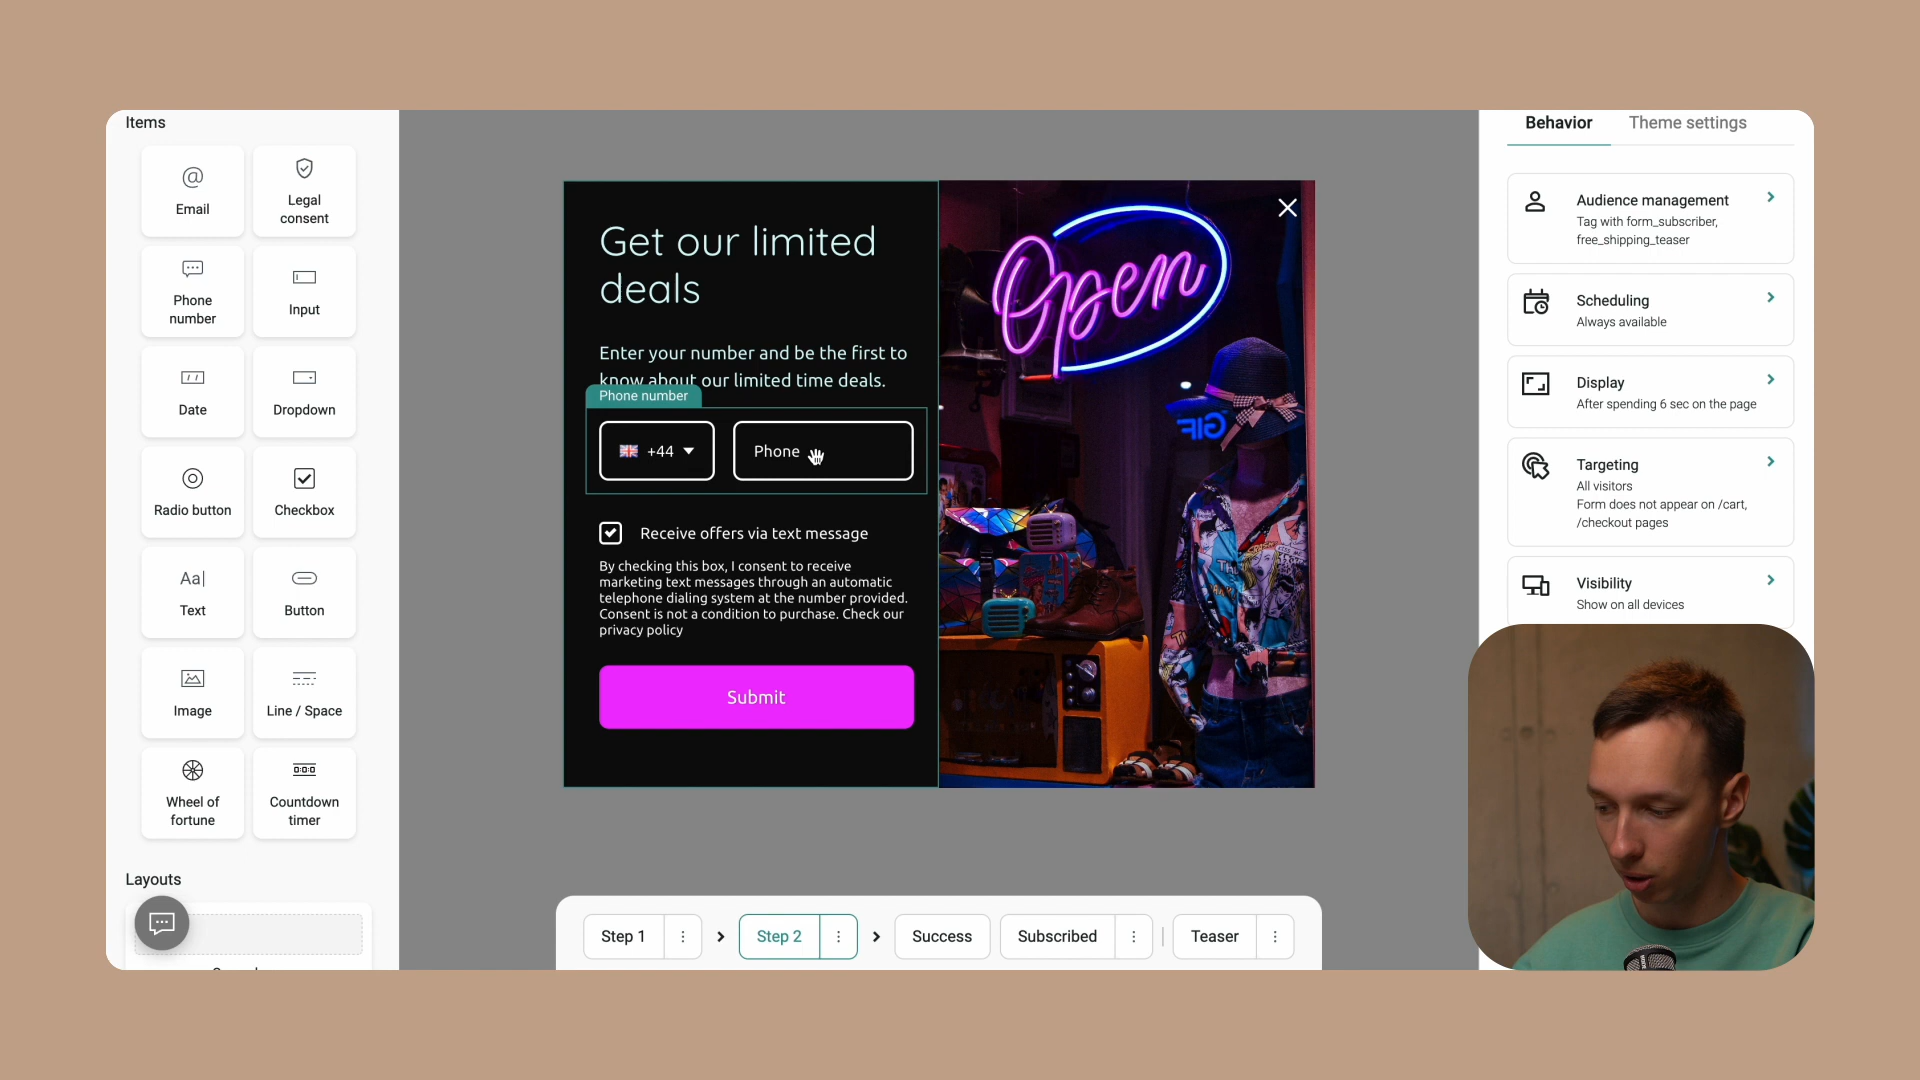 Items
@
Email
Legal
consent
Phone
number
Input
Date
Dropdown
Radio button
Checkbox
Aa|
Text
Button
Image
Line / Space
Wheel of
fortune
Countdown
timer
Layouts
Get our limited
deals
Enter your number and be the first to
know about our limited time deals.
Phone number
+44
Phone
Receive offers via text message
By checking this box, I consent to receive
marketing text messages through an automatic
telephone dialing system at the number provided.
Consent is not a condition to purchase. Check our
privacy policy
Submit
Open
Step 1
Step 2
Success
Subscribed
Teaser
Behavior
Theme settings
Audience management
Tag with form_subscriber,
free_shipping_teaser
Scheduling
Always available
Display
After spending 6 sec on the page
Targeting
All visitors
Form does not appear on /cart,
/checkout pages
Visibility
Show on all devices